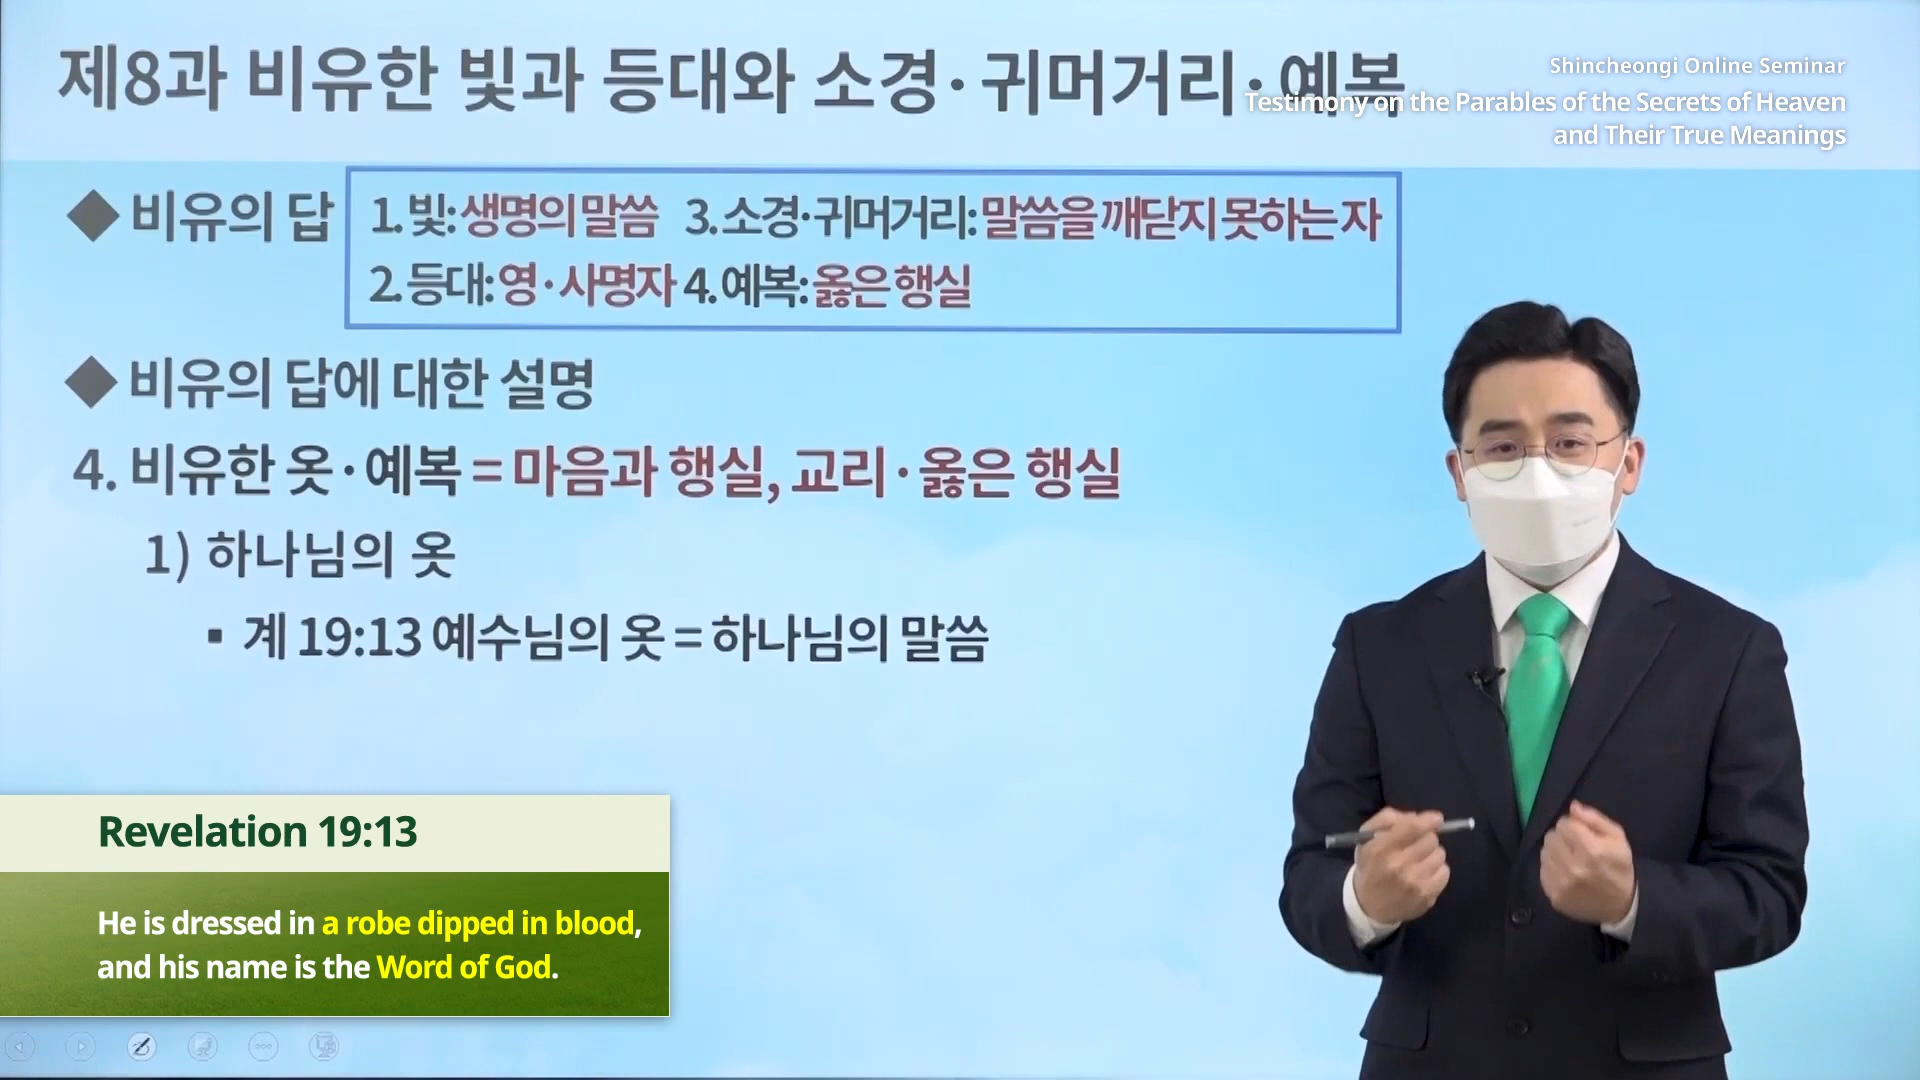 제8과 비유한 빛과 등대와 소경·귀머거리·예복
Shincheongi Online Seminar
Testimony on the Parables of the Secrets of Heaven
and Their True Meanings
◆ 비유의 답
1. 빛: 생명의 말씀 3. 소경·귀머거리: 말씀을 깨닫지 못하는 자
2. 등대: 영·사명자 4. 예복: 옳은 행실
◆ 비유의 답에 대한 설명
4. 비유한 옷·예복 = 마음과 행실, 교리·옳은 행실
1) 하나님의 옷
▪ 계 19:13 예수님의 옷 = 하나님의 말씀
Revelation 19:13
He is dressed in a robe dipped in blood,
and his name is the Word of God.